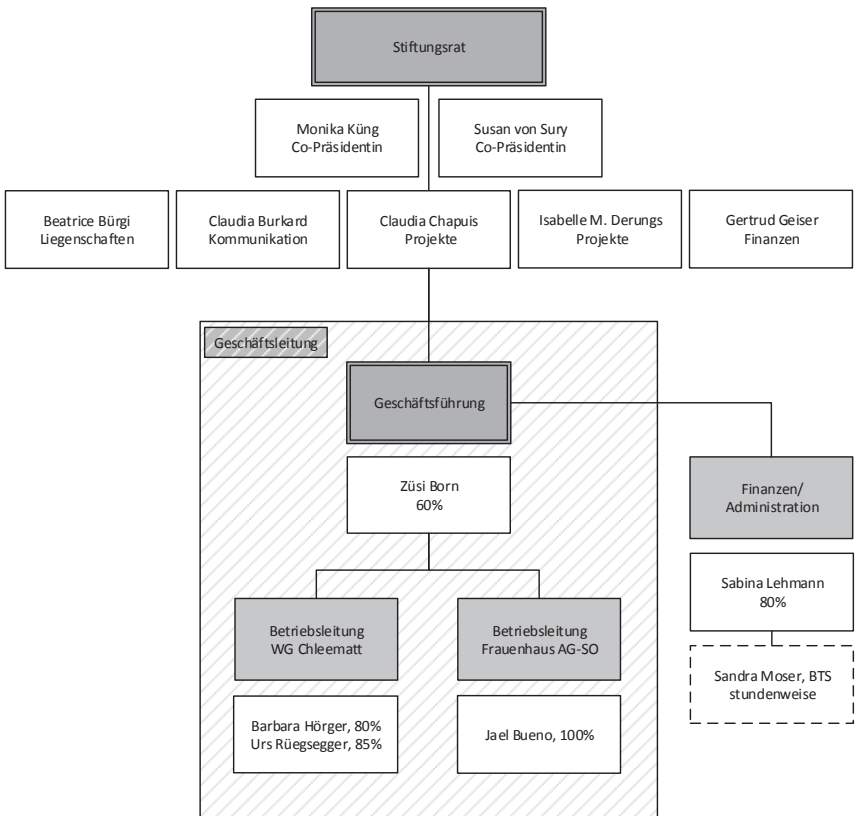 Stiftungsrat
Monika Küng
Co-Präsidentin
Susan von Sury
Co-Präsidentin
Beatrice Bürgi
Liegenschaften
Claudia Burkard
Kommunikation
Claudia Chapuis
Projekte
Isabelle M. Derungs
Projekte
Gertrud Geiser
Finanzen
Geschäftsleitung
Geschäftsführung
Züsi Born
60%
Finanzen/
Administration
Sabina Lehmann
80%
Sandra Moser, BTS
stundenweise
Betriebsleitung
WG Chleematt
Betriebsleitung
Frauenhaus AG-SO
Barbara Hörger, 80%
Urs Rüegsegger, 85%
Jael Bueno, 100%